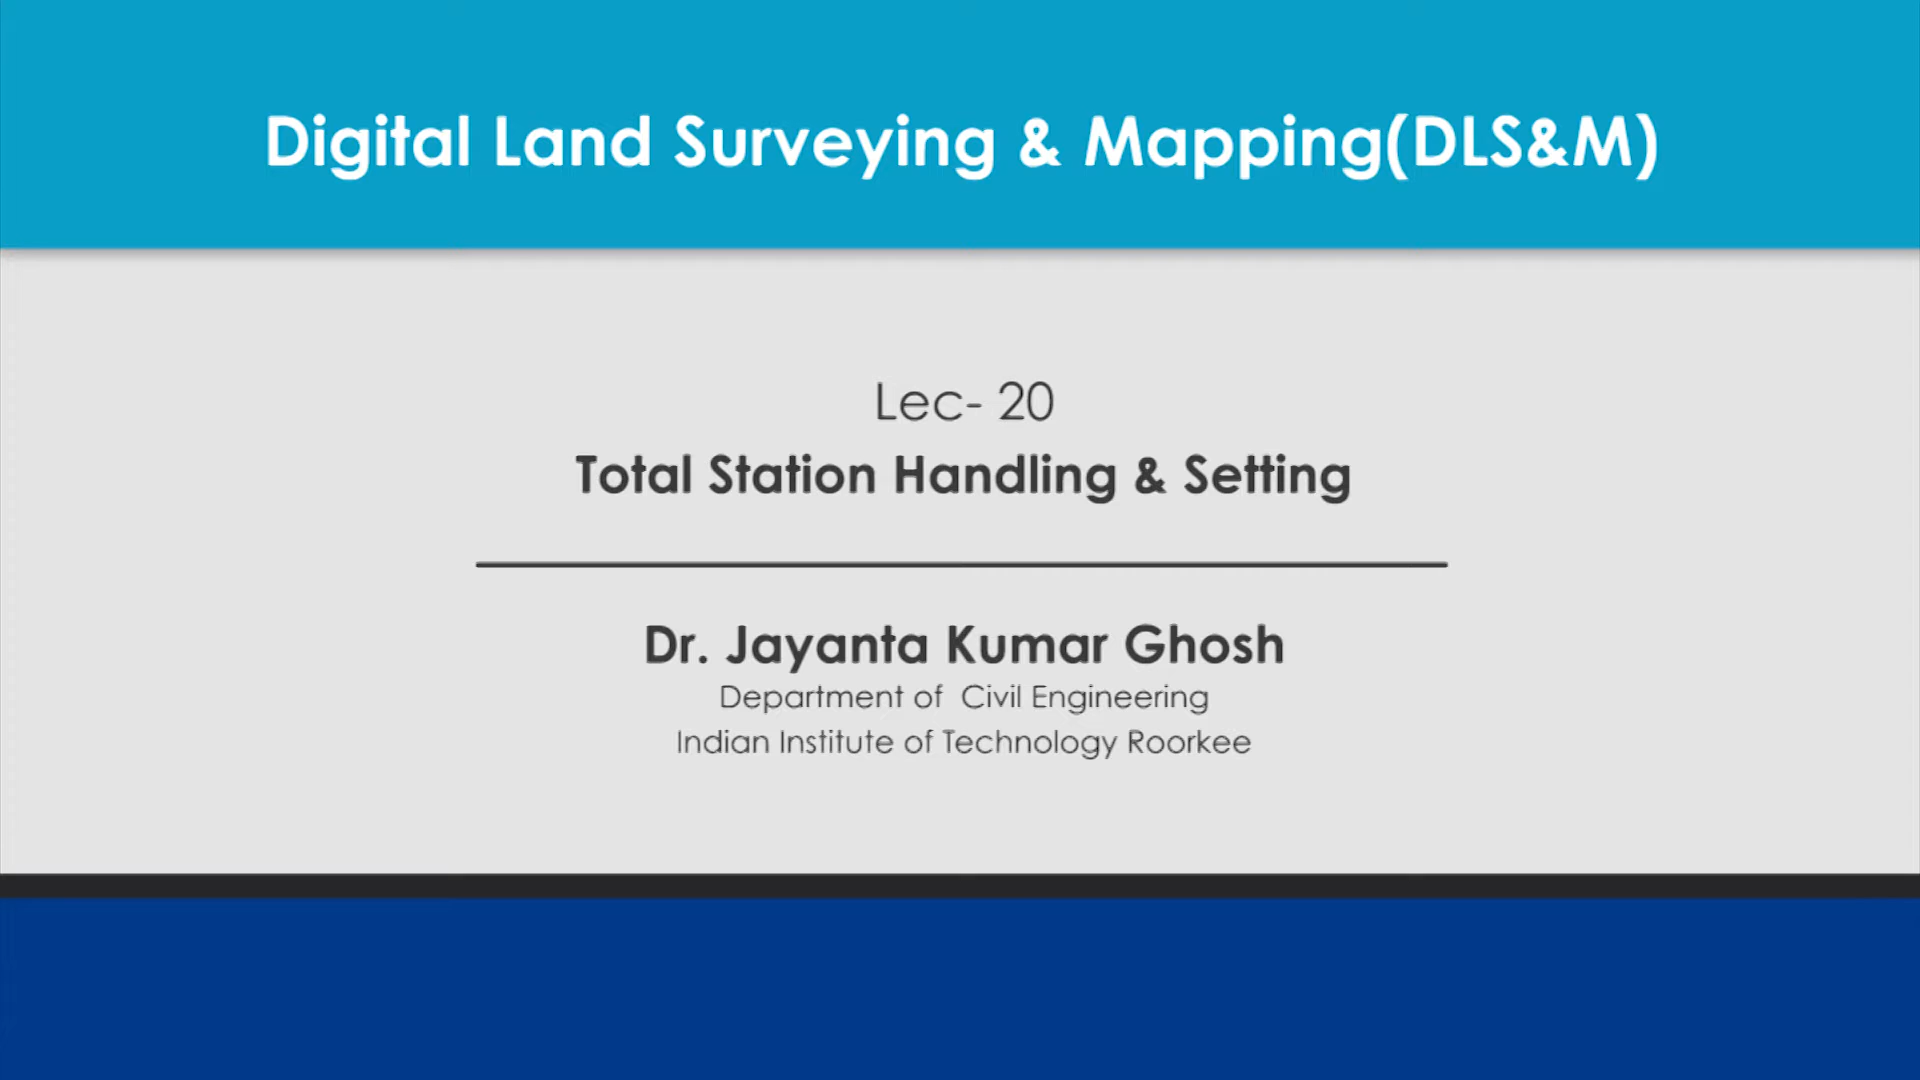 Digital Land Surveying & Mapping(DLS&M)
Lec- 20
Total Station Handling & Setting
Dr. Jayanta Kumar Ghosh
Department of Civil Engineering
Indian Institute of Technology Roorkee